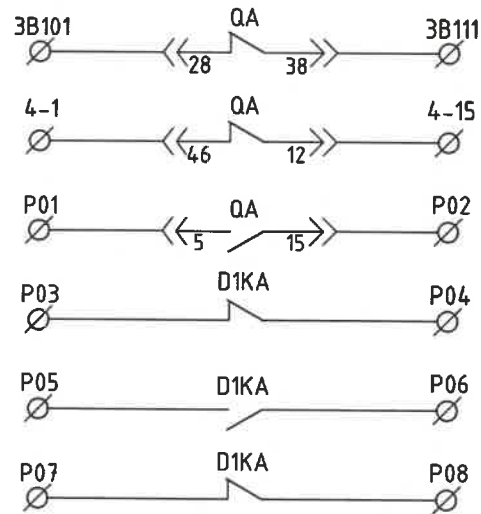 3B101 QA 3B111
28 38
4-1 QA 4-15
46 12
P01 QA P02
5 15
P03 D1KA P04
P05 D1KA P06
P07 D1KA P08